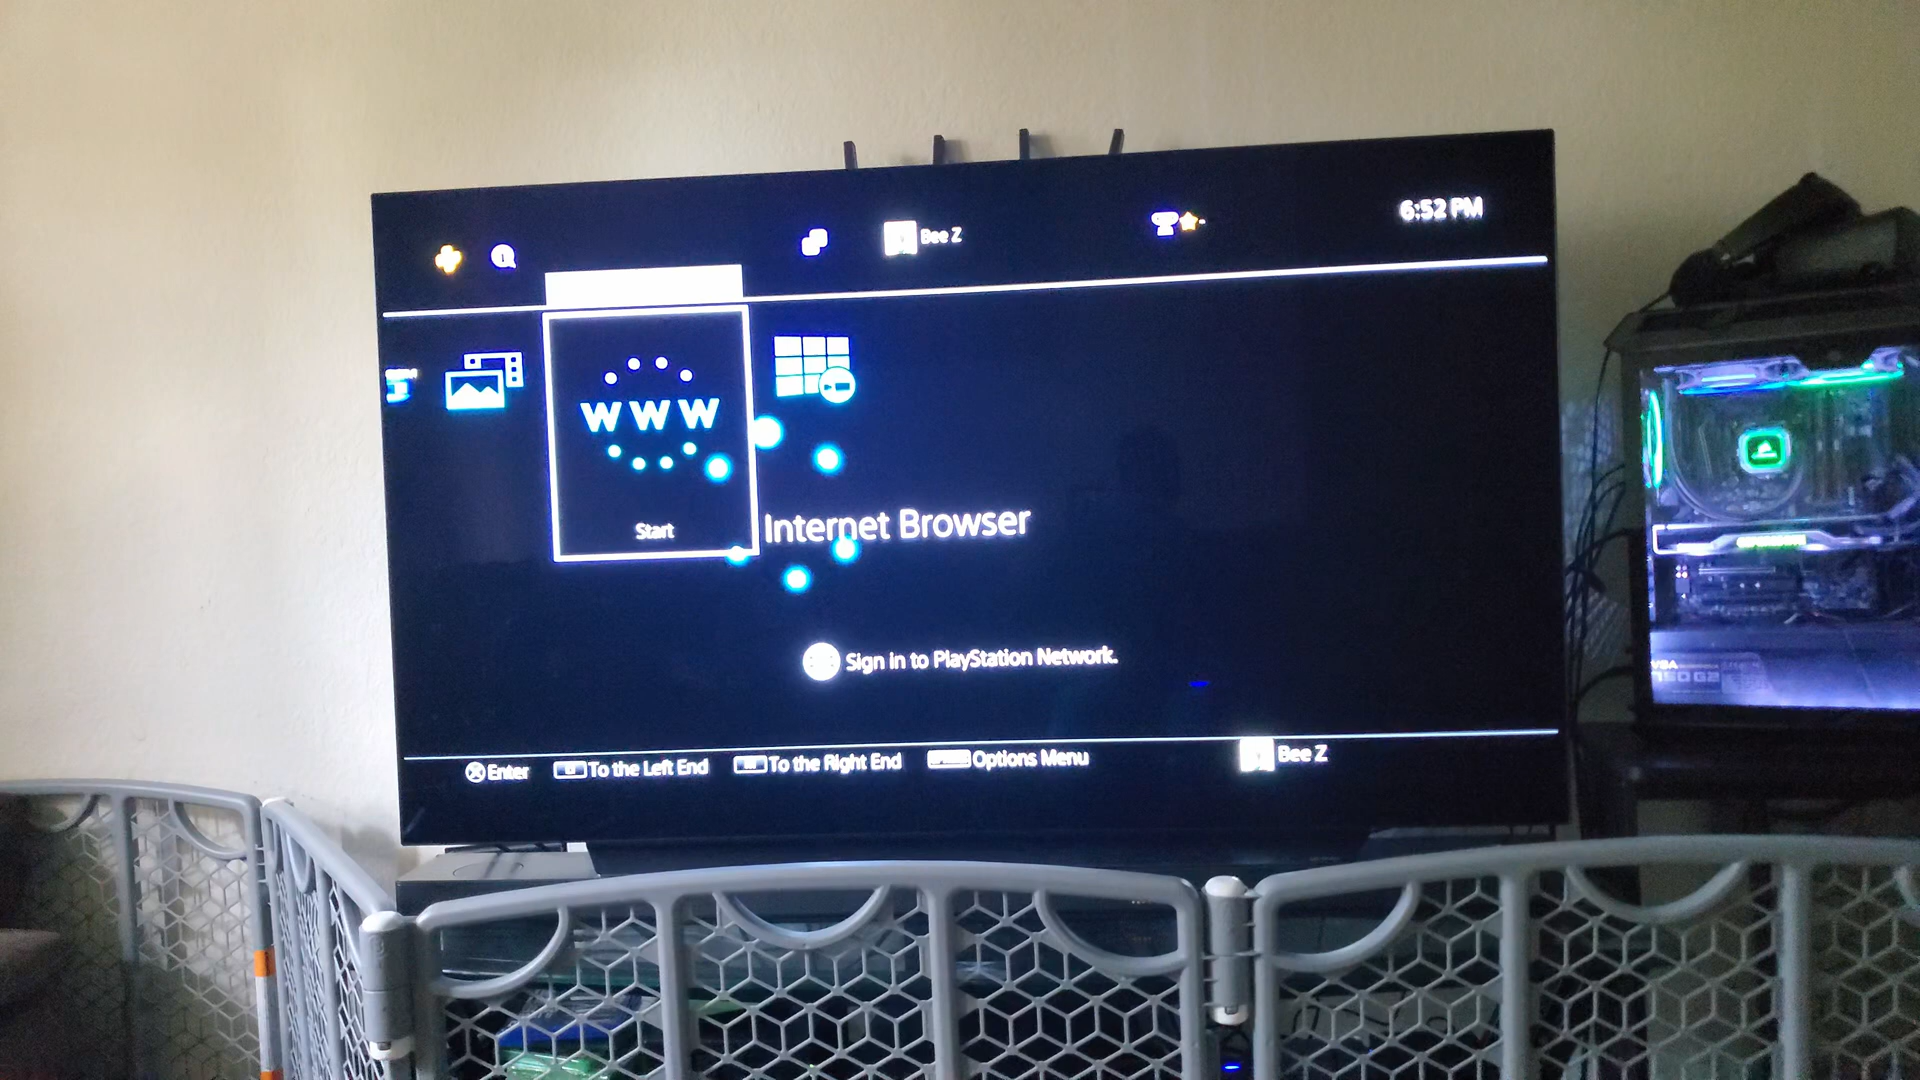 Bee Z
6:52 PM
WWW
Start
Internet Browser
Sign in to PlayStation Network.
Enter
To the Left End
To the Right End
Options Menu
Bee Z